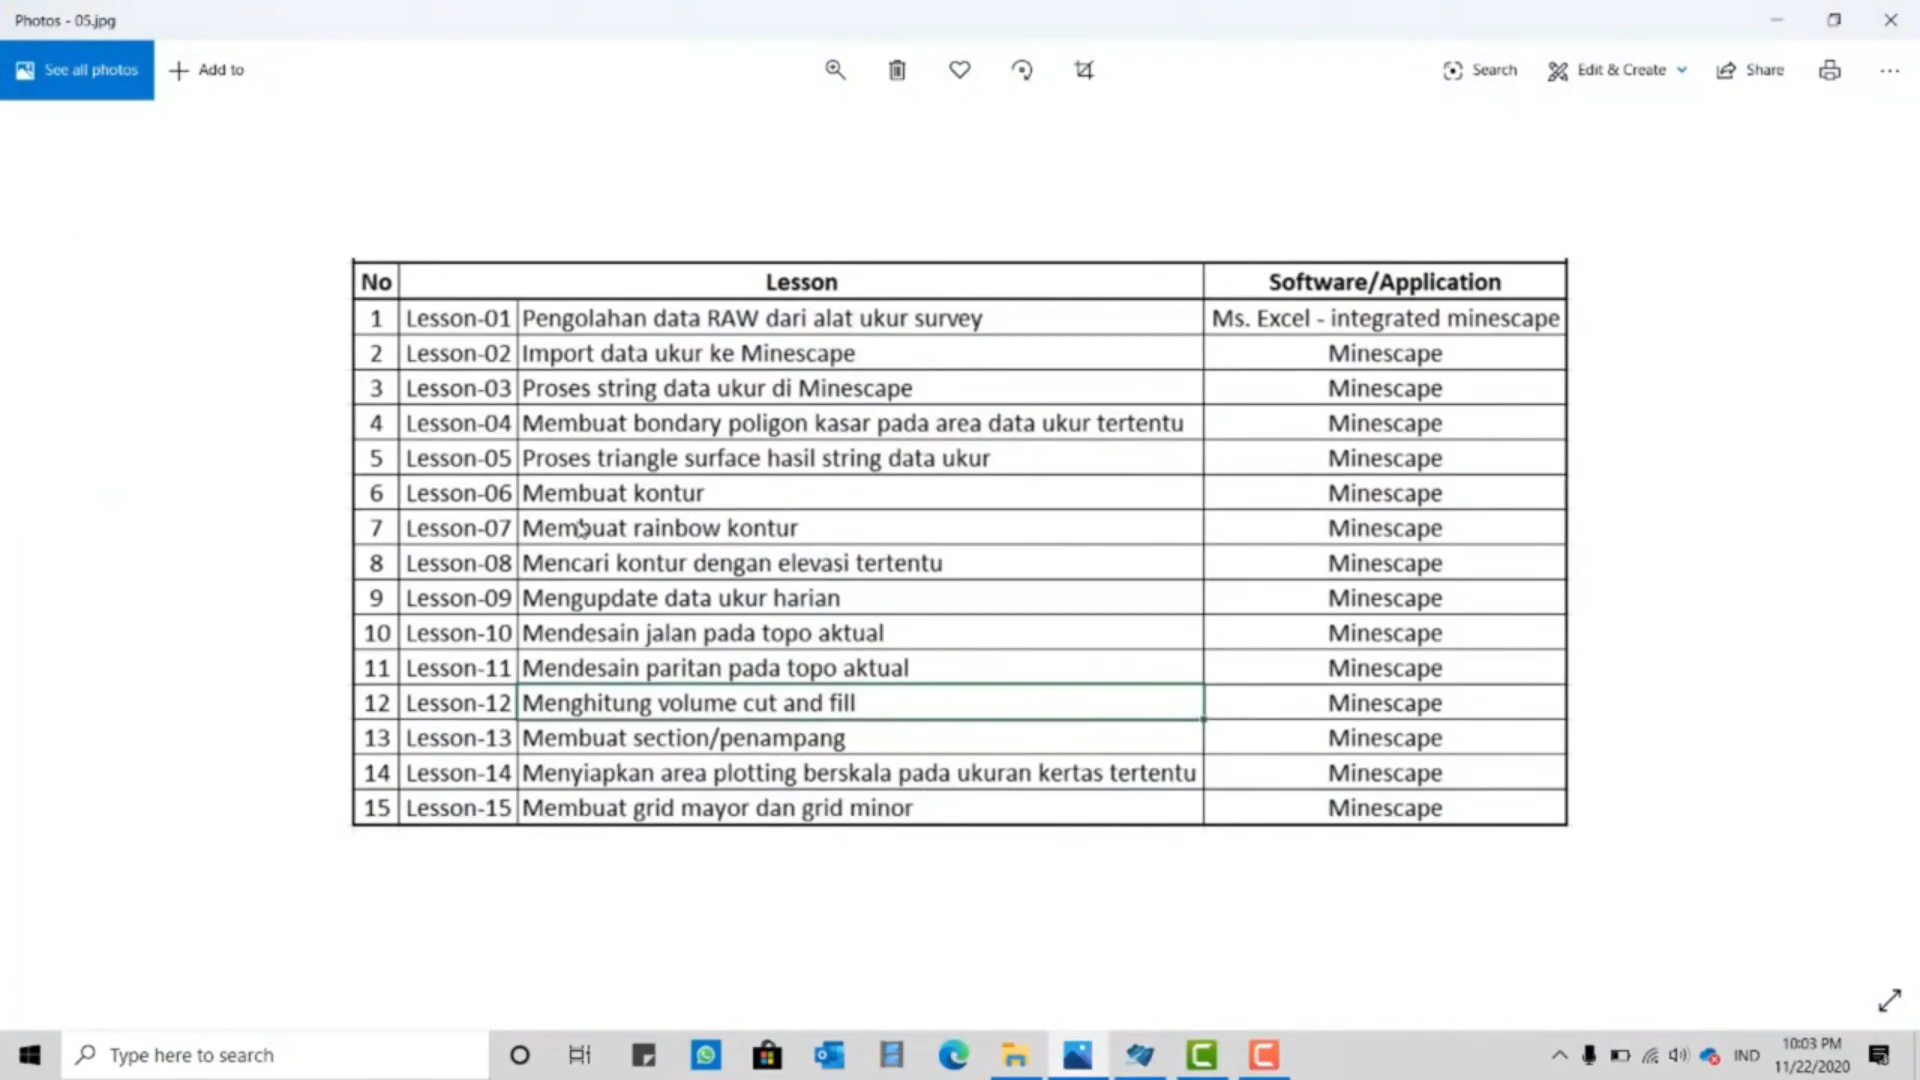 Photos - 05.jpg
See all photos
Add to
Search
Edit & Create
Share
No Lesson Software/Application
1 Lesson-01 Pengolahan data RAW dari alat ukur survey Ms. Excel - integrated minescape
2 Lesson-02 Import data ukur ke Minescape Minescape
3 Lesson-03 Proses string data ukur di Minescape Minescape
4 Lesson-04 Membuat bondary poligon kasar pada area data ukur tertentu Minescape
5 Lesson-05 Proses triangle surface hasil string data ukur Minescape
6 Lesson-06 Membuat kontur Minescape
7 Lesson-07 Membuat rainbow kontur Minescape
8 Lesson-08 Mencari kontur dengan elevasi tertentu Minescape
9 Lesson-09 Mengupdate data ukur harian Minescape
10 Lesson-10 Mendesain jalan pada topo aktual Minescape
11 Lesson-11 Mendesain paritan pada topo aktual Minescape
12 Lesson-12 Menghitung volume cut and fill Minescape
13 Lesson-13 Membuat section/penampang Minescape
14 Lesson-14 Menyiapkan area plotting berskala pada ukuran kertas tertentu Minescape
15 Lesson-15 Membuat grid mayor dan grid minor Minescape
Type here to search
IND
10:03 PM
11/22/2020